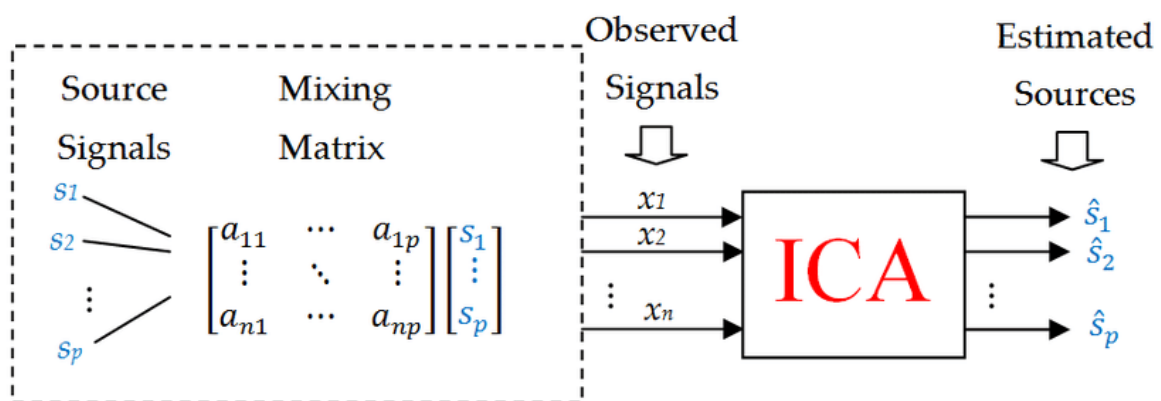 Observed
Signals
Estimated
Sources
Source
Signals
Mixing
Matrix
s1
s2
⋮
sp
[a11 ⋯ a1p] [s1]
[⋮ ⋱ ⋮] [⋮]
[an1 ⋯ anp] [sp]
x1
x2
⋮
xn
ICA
ŝ1
ŝ2
⋮
ŝp